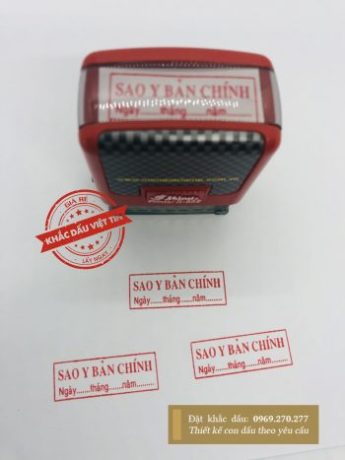 SAO Y BẢN CHÍNH
Ngày......tháng......năm.........
Shiny
GIÁ RẺ
KHẮC DẤU VIỆT TÍN
LẤY NGAY
SAO Y BẢN CHÍNH
Ngày......tháng......năm.........
SAO Y BẢN CHÍNH
Ngày......tháng......năm.........
SAO Y BẢN CHÍNH
Ngày......tháng......năm.........
Đặt khắc dấu: 0969.270.277
Thiết kế con dấu theo yêu cầu